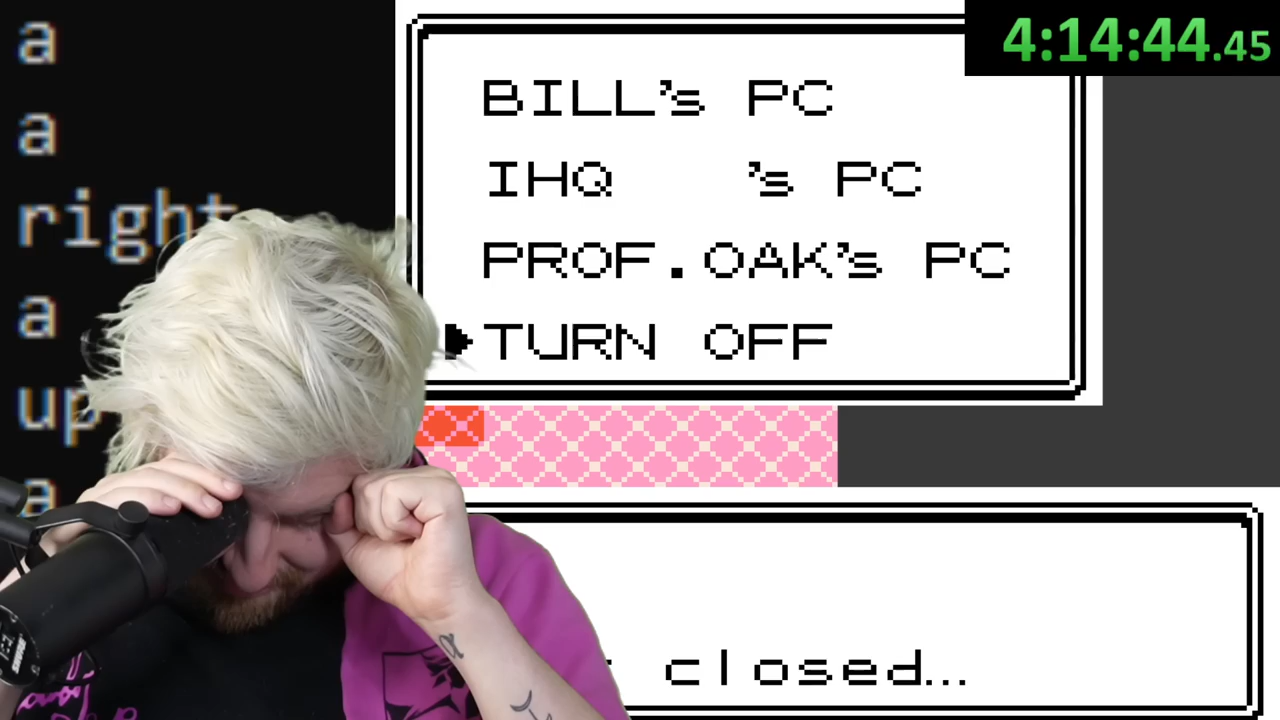 a
a
right
a
up
a
4:14:44.45
BILL's PC
IHQ 's PC
PROF.OAK's PC
▶TURN OFF
closed...